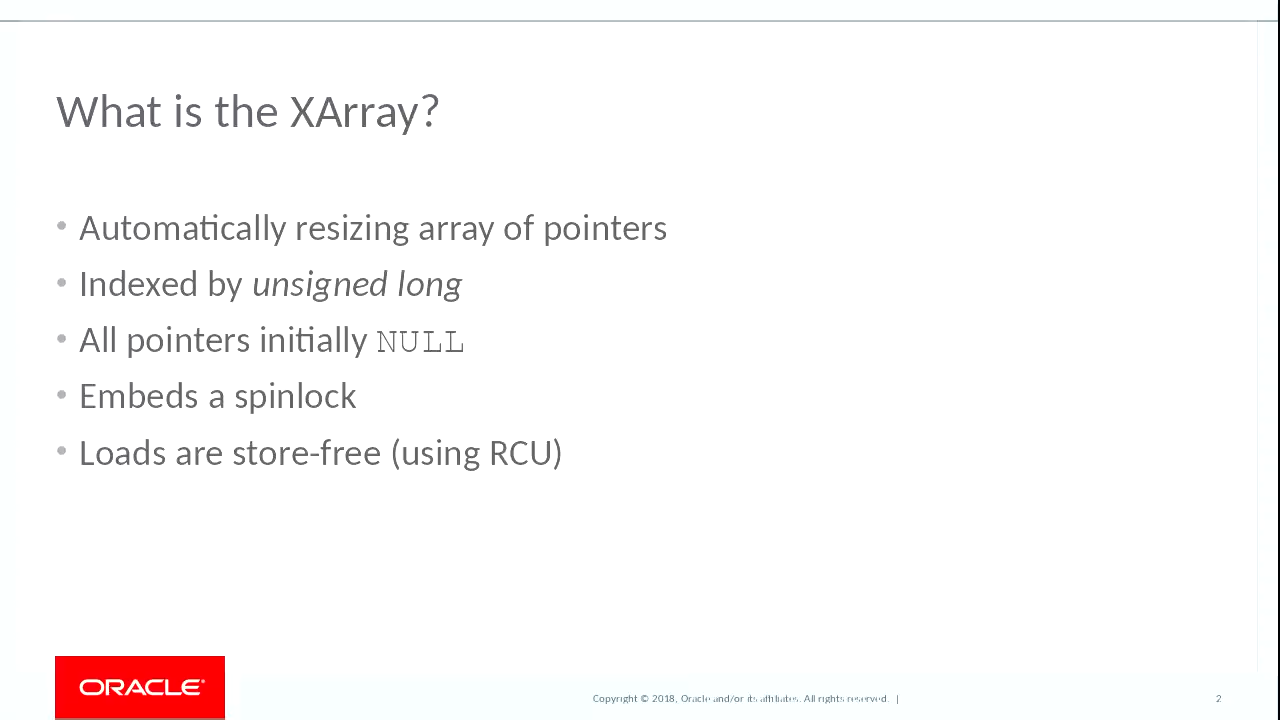 What is the XArray?
• Automatically resizing array of pointers
• Indexed by unsigned long
• All pointers initially NULL
• Embeds a spinlock
• Loads are store-free (using RCU)
ORACLE®
Copyright © 2018, Oracle and/or its affiliates. All rights reserved. |
2